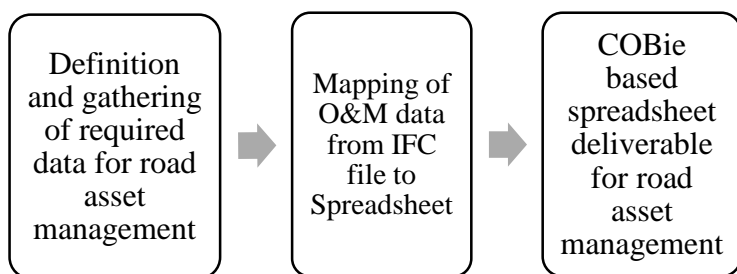 Definition
and gathering
of required
data for road
asset
management
Mapping of
O&M data
from IFC
file to
Spreadsheet
COBie
based
spreadsheet
deliverable
for road
asset
management